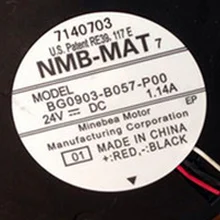 7140703
U.S. Patent RE39. 117 E
NMB-MAT 7
MODEL
BG0903-B057-P00
24V ⎓ DC 1.14A
Minebea Motor EP
Manufacturing Corporation
01 MADE IN CHINA
+:RED,-:BLACK